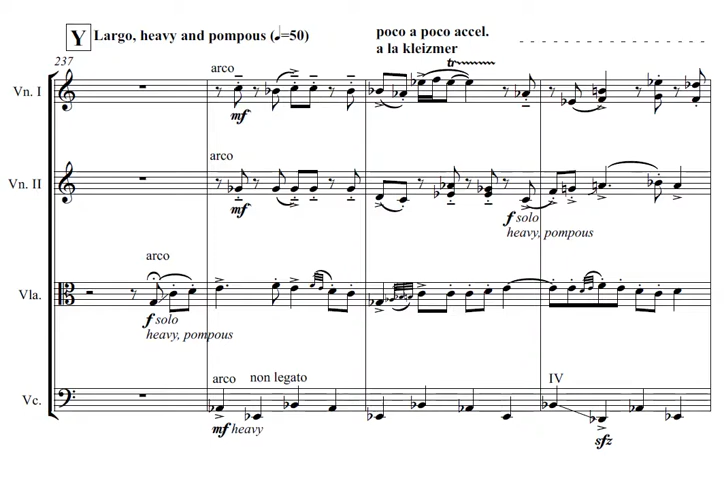 Y Largo, heavy and pompous (♩=50)
poco a poco accel.
a la kleizmer
237
Vn. I
arco
mf
tr
Vn. II
arco
mf
f solo
heavy, pompous
Vla.
arco
f solo
heavy, pompous
Vc.
arco non legato
mf heavy
IV
sfz